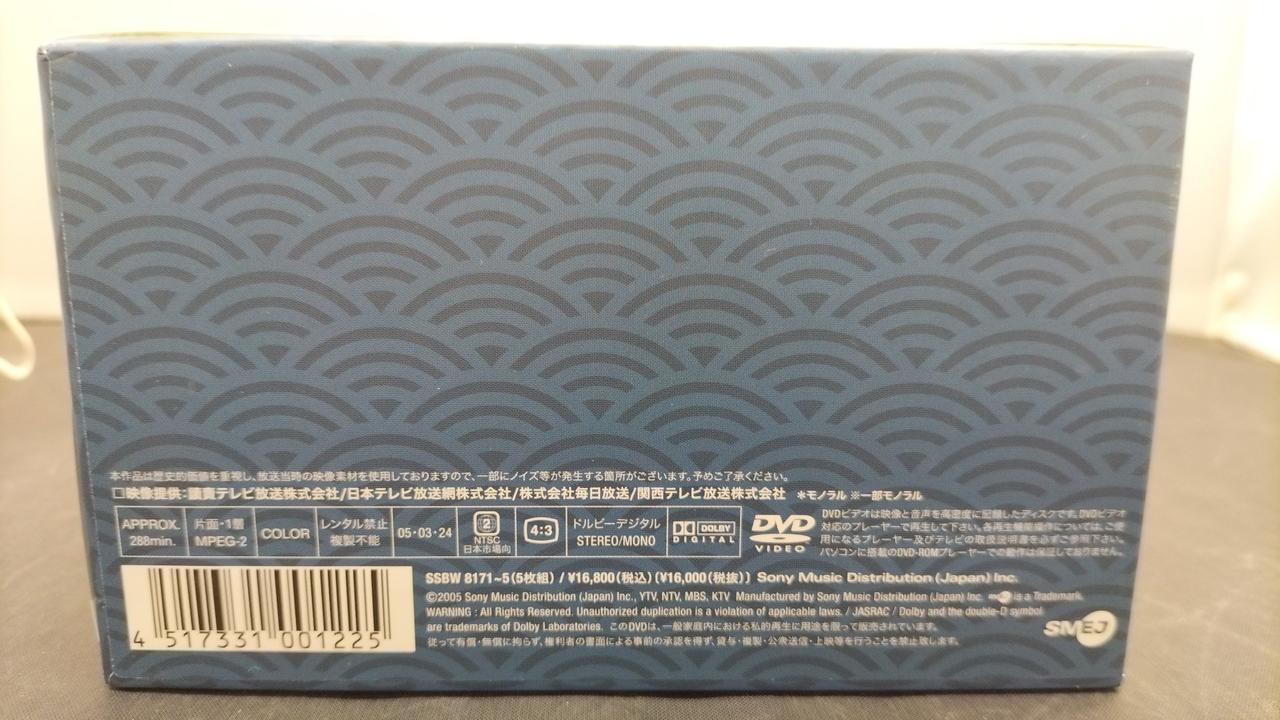 本作品は歴史的価値を重視し、放送当時の映像素材を使用しておりますので、一部にノイズ等が発生する箇所がございます。予めご了承ください。
□映像提供：讀賣テレビ放送株式会社/日本テレビ放送網株式会社/株式会社毎日放送/関西テレビ放送株式会社 ＊モノラル ※一部モノラル
APPROX. 288min.
片面・1層 MPEG-2
COLOR
レンタル禁止 複製不能
05・03・24
2 NTSC 日本市場向
4:3
ドルビーデジタル STEREO/MONO
DOLBY DIGITAL
DVD VIDEO
DVDビデオは映像と音声を高密度に記録したディスクです。DVDビデオ
対応のプレーヤーで再生して下さい。各再生機能操作については、ご使
用になるプレーヤー及びテレビの取扱説明書を必ずご参照下さい。
パソコンに搭載のDVD-ROMプレーヤーでの動作は保証しておりません。
4 517331 001225
SSBW 8171~5(5枚組) / ¥16,800(税込)(¥16,000(税抜)) Sony Music Distribution (Japan) Inc.
©2005 Sony Music Distribution (Japan) Inc., YTV, NTV, MBS, KTV Manufactured by Sony Music Distribution (Japan) Inc. is a Trademark.
WARNING : All Rights Reserved. Unauthorized duplication is a violation of applicable laws. / JASRAC / Dolby and the double-D symbol
are trademarks of Dolby Laboratories. このDVDは、一般家庭内における私的再生に用途を限って販売されています。
従って有償・無償に拘らず、権利者の書面による事前の承認を得ず、貸与・複製・公衆送信・上映等を行うことを禁止致します。
SMEJ